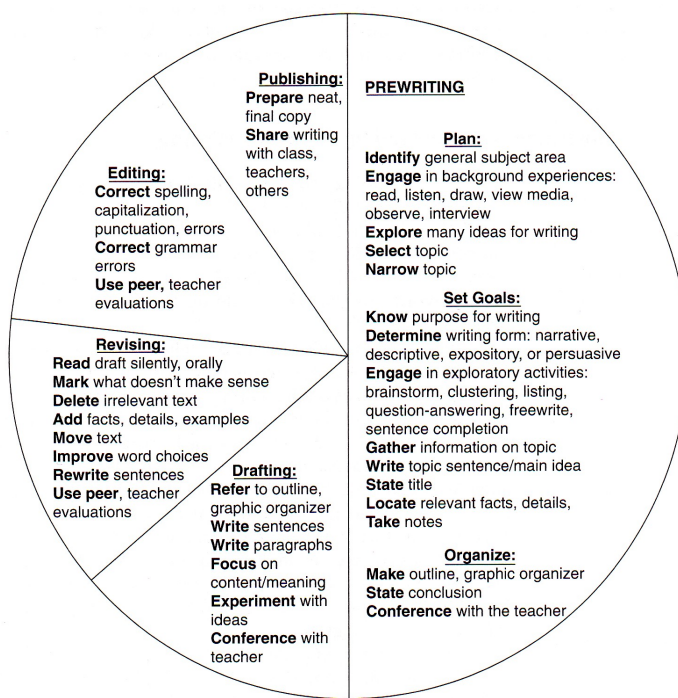 PREWRITING
Plan:
Identify general subject area
Engage in background experiences:
read, listen, draw, view media,
observe, interview
Explore many ideas for writing
Select topic
Narrow topic
Set Goals:
Know purpose for writing
Determine writing form: narrative,
descriptive, expository, or persuasive
Engage in exploratory activities:
brainstorm, clustering, listing,
question-answering, freewrite,
sentence completion
Gather information on topic
Write topic sentence/main idea
State title
Locate relevant facts, details,
Take notes
Organize:
Make outline, graphic organizer
State conclusion
Conference with the teacher
Drafting:
Refer to outline,
graphic organizer
Write sentences
Write paragraphs
Focus on
content/meaning
Experiment with
ideas
Conference with
teacher
Revising:
Read draft silently, orally
Mark what doesn't make sense
Delete irrelevant text
Add facts, details, examples
Move text
Improve word choices
Rewrite sentences
Use peer, teacher
evaluations
Editing:
Correct spelling,
capitalization,
punctuation, errors
Correct grammar
errors
Use peer, teacher
evaluations
Publishing:
Prepare neat,
final copy
Share writing
with class,
teachers,
others